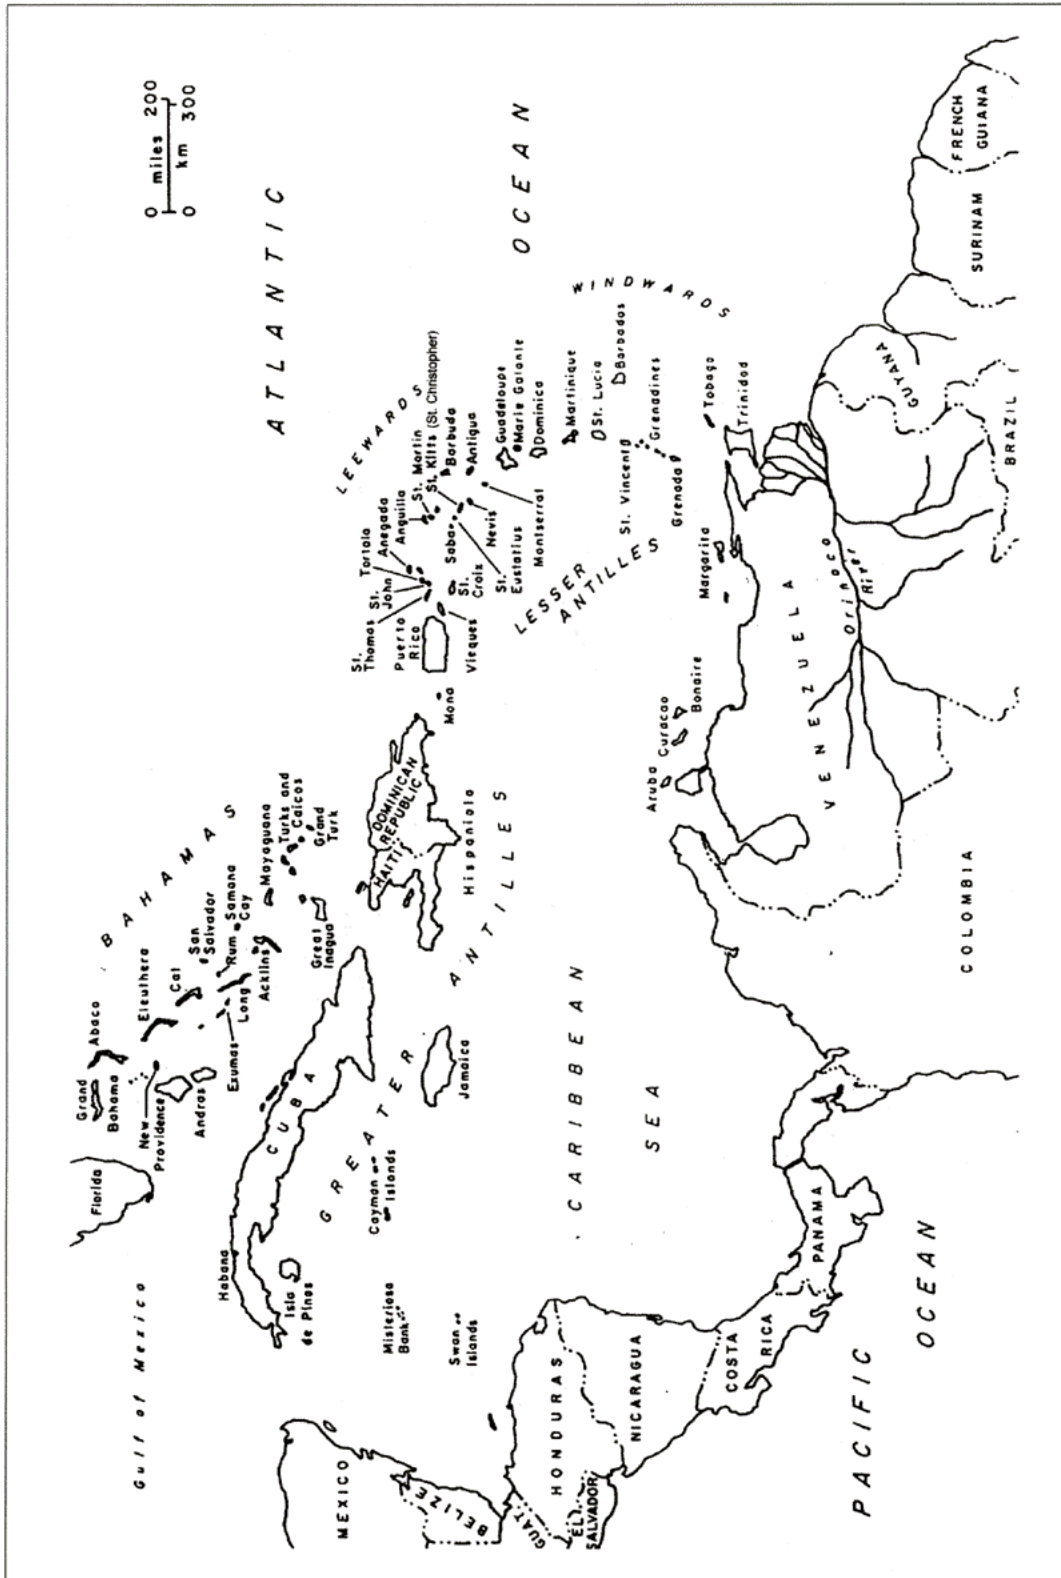 0 miles 200
0 km 300
ATLANTIC
OCEAN
Gulf of Mexico
Florida
BAHAMAS
Grand
Bahama
Abaco
New
Providence
Eleuthera
Andros
Cat
San
Salvador
Rum
Samana
Cay
Exumas
Long
Acklins
Mayaguana
Turks and
Caicos
Grand
Turk
Great
Inagua
Habana
CUBA
Isla
de Pinos
GREATER ANTILLES
Cayman
Islands
Misteriosa
Bank
Swan
Islands
Jamaica
HAITI
DOMINICAN
REPUBLIC
Hispaniola
Mona
Puerto
Rico
Vieques
St.
Thomas
St.
John
Tortola
Anegada
Anguilla
St. Martin
St. Kitts (St. Christopher)
Barbuda
Antigua
LEEWARDS
St.
Croix
Saba
St.
Eustatius
Nevis
Montserrat
Guadeloupe
Marie Galante
Dominica
Martinique
St. Lucia
Barbados
WINDWARDS
St. Vincent
Grenadines
Grenada
LESSER
ANTILLES
Tobago
Trinidad
Margarita
Aruba
Curacao
Bonaire
CARIBBEAN
SEA
MEXICO
BELIZE
GUAT.
HONDURAS
EL
SALVADOR
NICARAGUA
COSTA
RICA
PANAMA
PACIFIC
OCEAN
COLOMBIA
VENEZUELA
Orinoco
River
GUYANA
SURINAM
FRENCH
GUIANA
BRAZIL